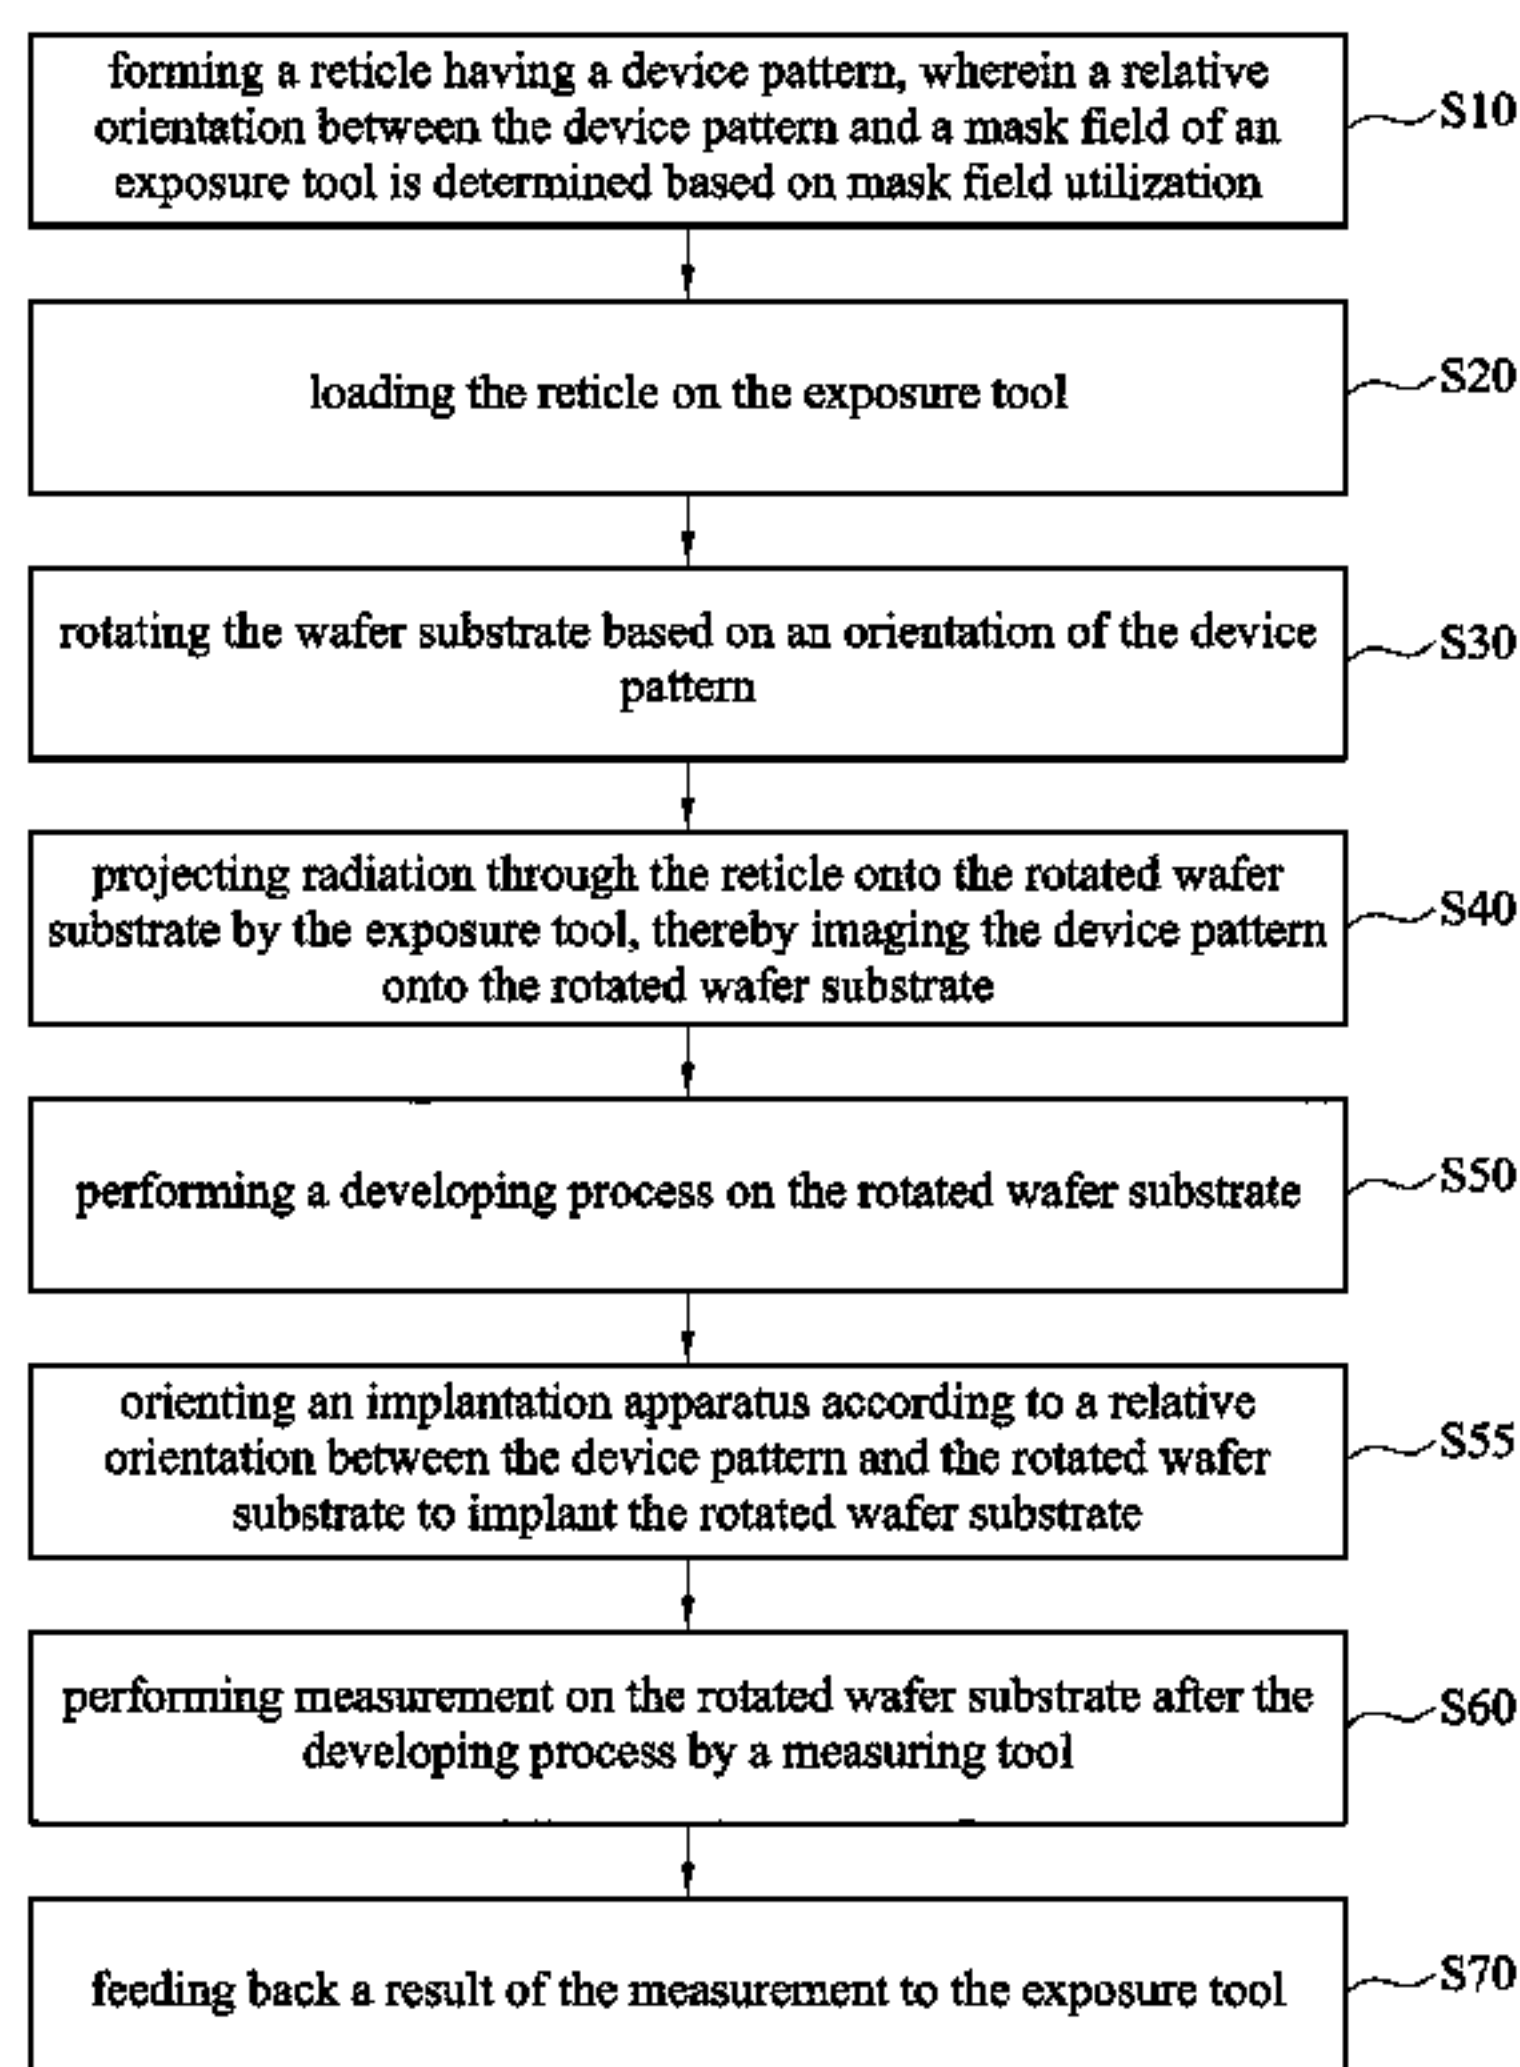 forming a reticle having a device pattern, wherein a relative
orientation between the device pattern and a mask field of an
exposure tool is determined based on mask field utilization
S10
loading the reticle on the exposure tool
S20
rotating the wafer substrate based on an orientation of the device
pattern
S30
projecting radiation through the reticle onto the rotated wafer
substrate by the exposure tool, thereby imaging the device pattern
onto the rotated wafer substrate
S40
performing a developing process on the rotated wafer substrate
S50
orienting an implantation apparatus according to a relative
orientation between the device pattern and the rotated wafer
substrate to implant the rotated wafer substrate
S55
performing measurement on the rotated wafer substrate after the
developing process by a measuring tool
S60
feeding back a result of the measurement to the exposure tool
S70